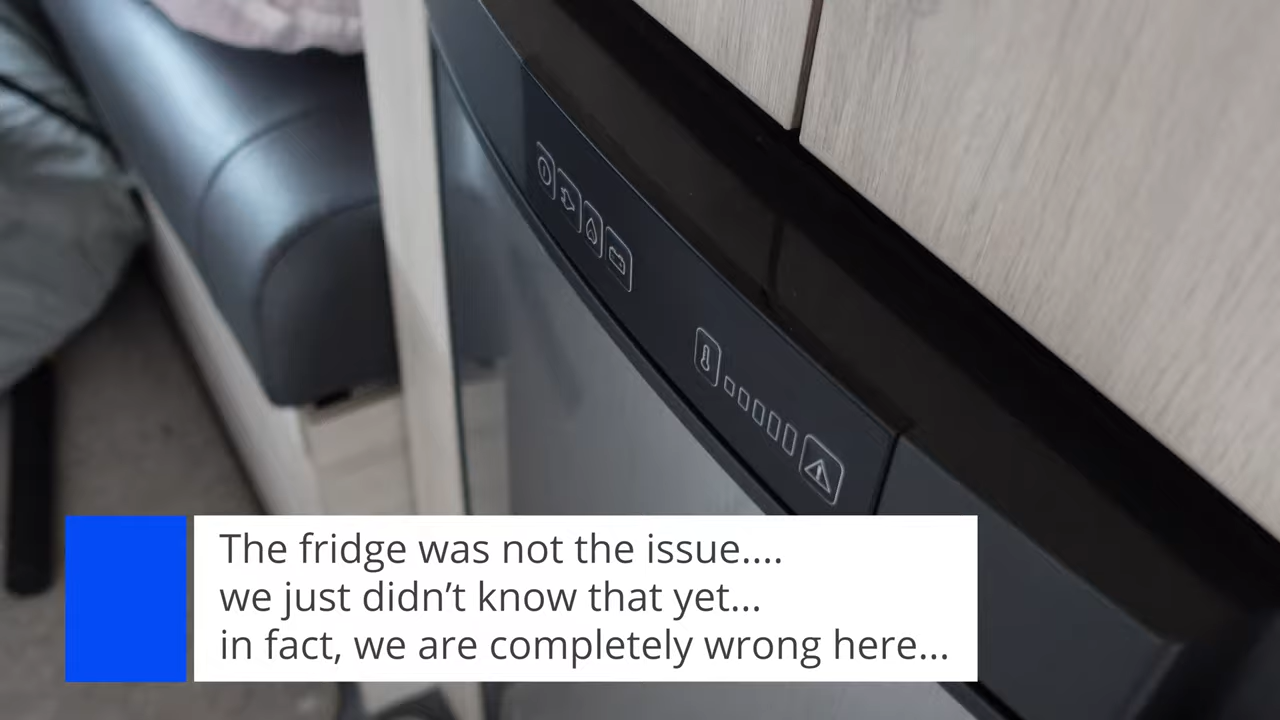 The fridge was not the issue....
we just didn’t know that yet...
in fact, we are completely wrong here...